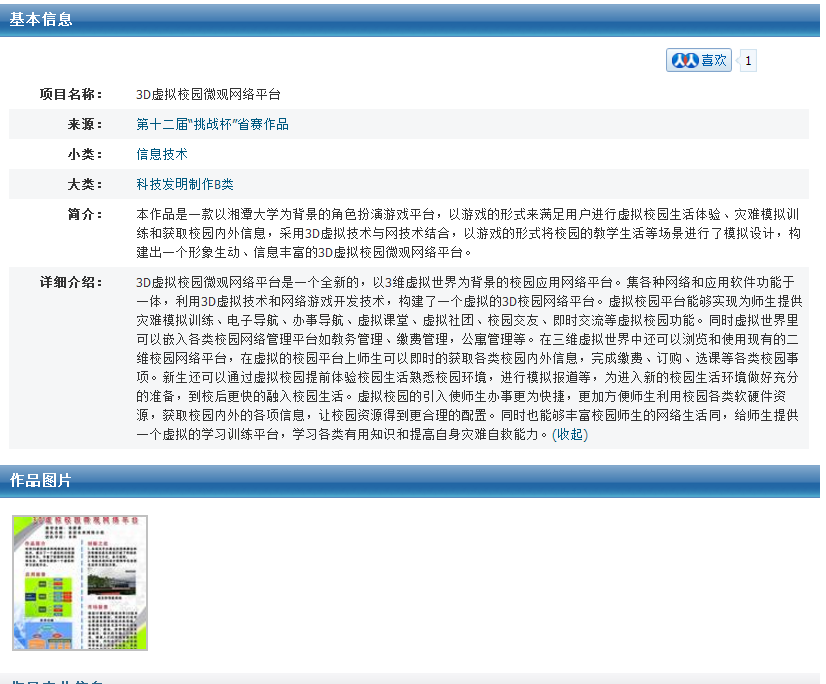 基本信息
喜欢 1
项目名称： 3D虚拟校园微观网络平台
来源： 第十二届“挑战杯”省赛作品
小类： 信息技术
大类： 科技发明制作B类
简介： 本作品是一款以湘潭大学为背景的角色扮演游戏平台，以游戏的形式来满足用户进行虚拟校园生活体验、灾难模拟训
练和获取校园内外信息，采用3D虚拟技术与网技术结合，以游戏的形式将校园的教学生活等场景进行了模拟设计，构
建出一个形象生动、信息丰富的3D虚拟校园微观网络平台。
详细介绍： 3D虚拟校园微观网络平台是一个全新的，以3维虚拟世界为背景的校园应用网络平台。集各种网络和应用软件功能于
一体，利用3D虚拟技术和网络游戏开发技术，构建了一个虚拟的3D校园网络平台。虚拟校园平台能够实现为师生提供
灾难模拟训练、电子导航、办事导航、虚拟课堂、虚拟社团、校园交友、即时交流等虚拟校园功能。同时虚拟世界里
可以嵌入各类校园网络管理平台如教务管理、缴费管理，公寓管理等。在三维虚拟世界中还可以浏览和使用现有的二
维校园网络平台，在虚拟的校园平台上师生可以即时的获取各类校园内外信息，完成缴费、订购、选课等各类校园事
项。新生还可以通过虚拟校园提前体验校园生活熟悉校园环境，进行模拟报道等，为进入新的校园生活环境做好充分
的准备，到校后更快的融入校园生活。虚拟校园的引入使师生办事更为快捷，更加方便师生利用校园各类软硬件资
源，获取校园内外的各项信息，让校园资源得到更合理的配置。同时也能够丰富校园师生的网络生活同，给师生提供
一个虚拟的学习训练平台，学习各类有用知识和提高自身灾难自救能力。(收起)
作品图片
3D虚拟校园微观网络平台